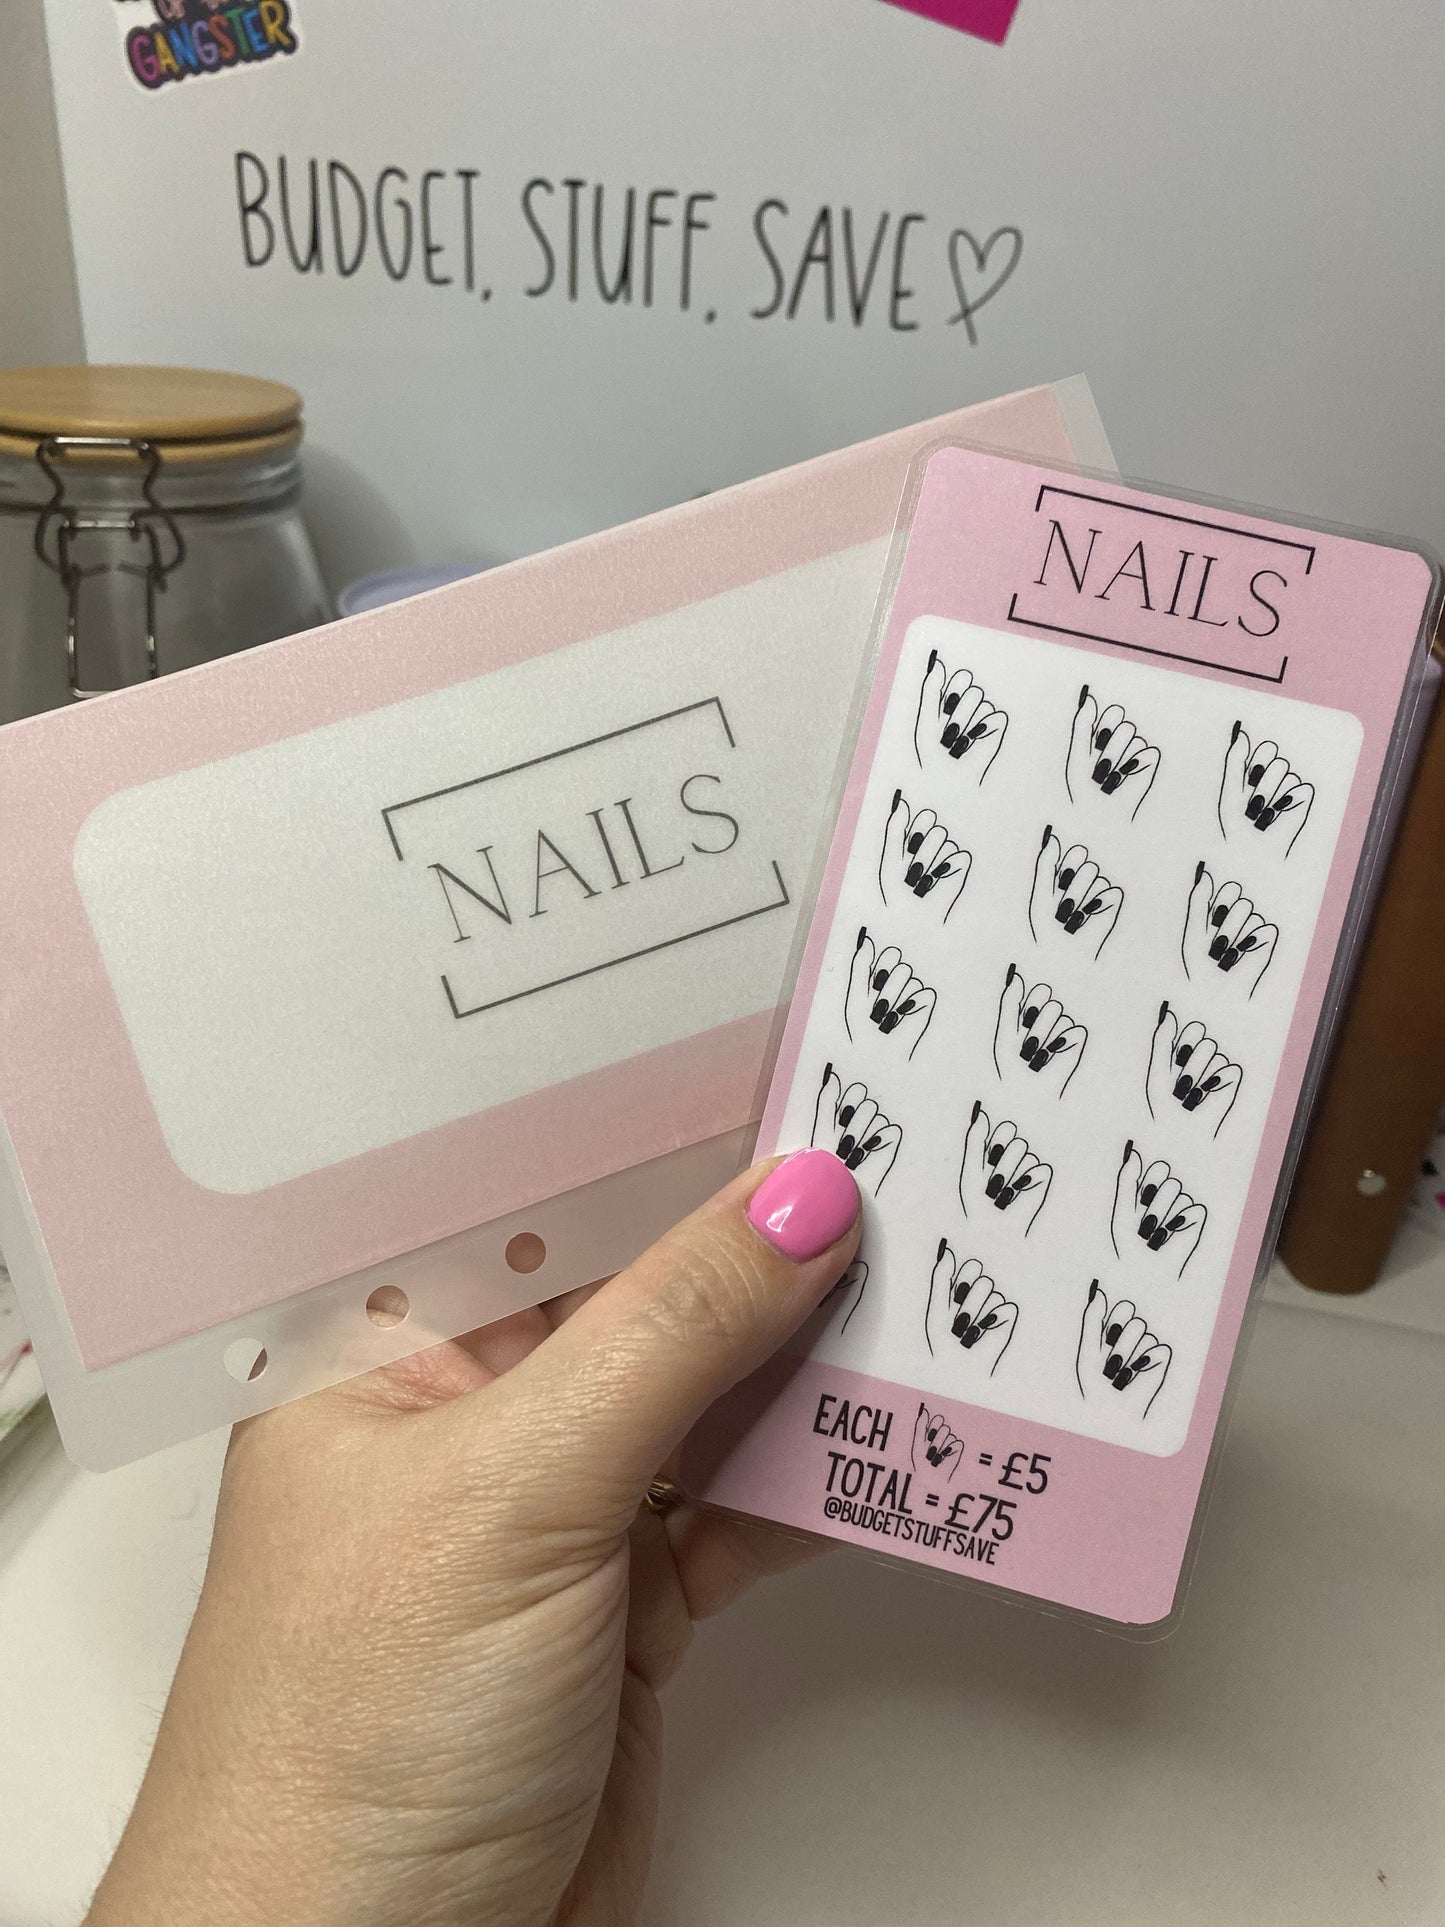 GANGSTER
BUDGET, STUFF, SAVE
NAILS
NAILS
EACH = £5
TOTAL = £75
@BUDGETSTUFFSAVE